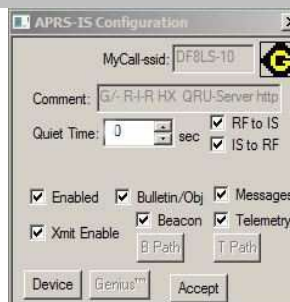 APRS-IS Configuration
MyCall-ssid: DF8LS-10
Comment: G/- R-I-R HX QRU-Server http
Quiet Time: 0 sec
RF to IS
IS to RF
Enabled Bulletin/Obj Messages
Beacon Telemetry
Xmit Enable
B Path T Path
Device Genius™ Accept